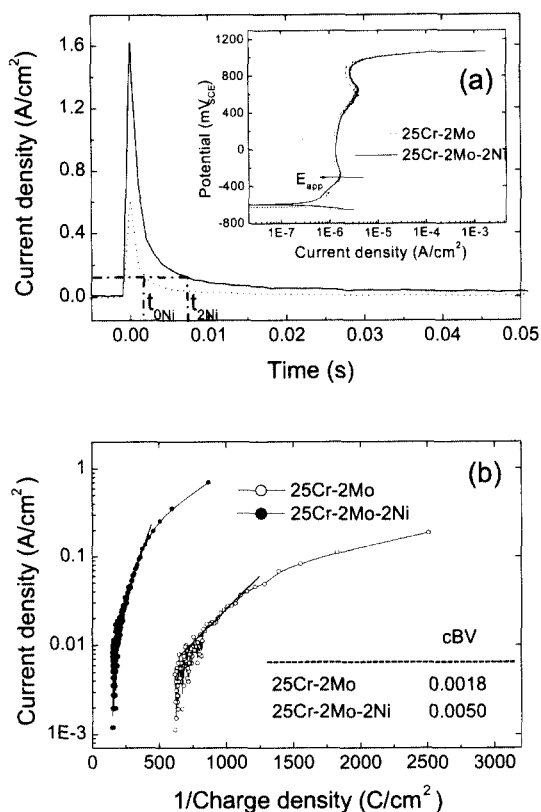 (a)
Current density (A/cm²)
1.6
1.2
0.8
0.4
0.0
t0Ni
t2Ni
0.00
0.01
0.02
0.03
0.04
0.05
Time (s)
Potential (mVSCE)
1200
800
400
0
-400
-800
25Cr-2Mo
25Cr-2Mo-2Ni
Eapp
1E-7
1E-6
1E-5
1E-4
1E-3
Current density (A/cm²)
(b)
Current density (A/cm²)
1
0.1
0.01
1E-3
25Cr-2Mo
25Cr-2Mo-2Ni
cBV
25Cr-2Mo 0.0018
25Cr-2Mo-2Ni 0.0050
0
500
1000
1500
2000
2500
3000
1/Charge density (C/cm²)